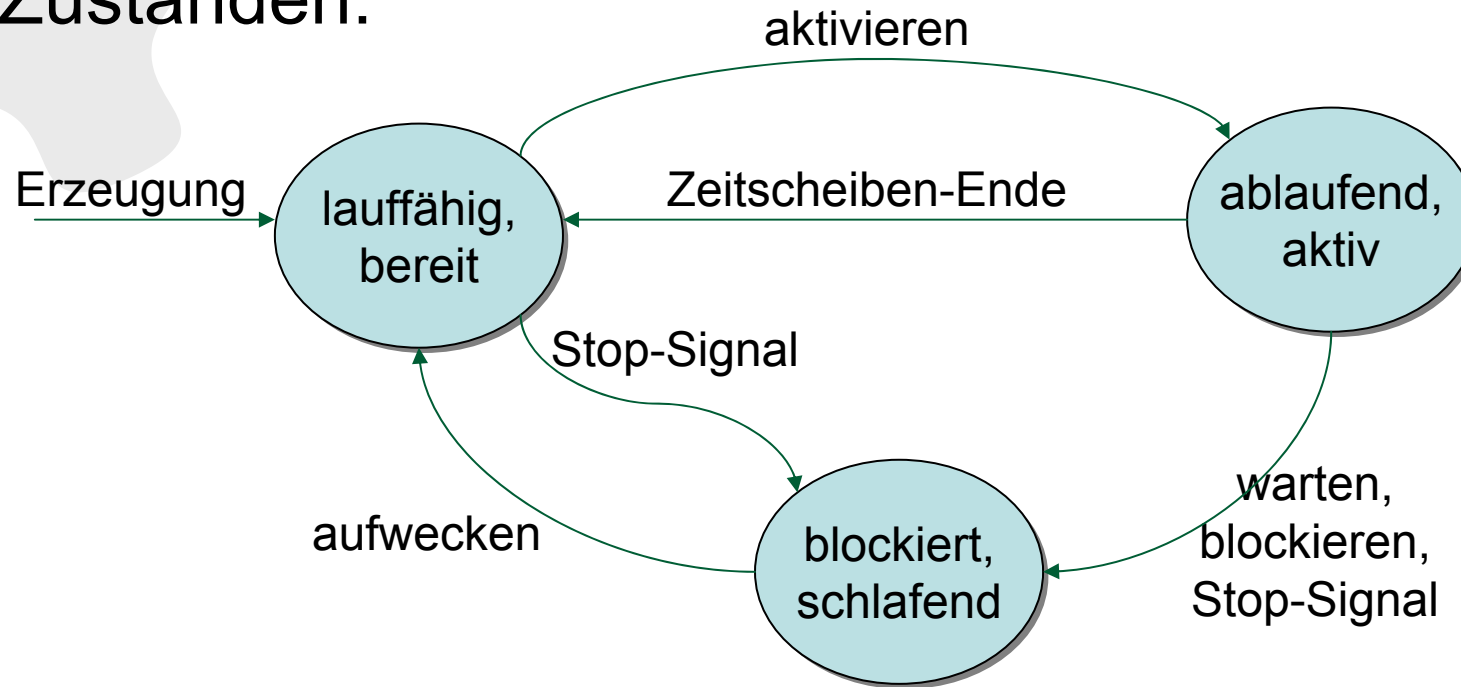 Zuständen:
aktivieren
Erzeugung
lauffähig,
bereit
Zeitscheiben-Ende
ablaufend,
aktiv
Stop-Signal
aufwecken
blockiert,
schlafend
warten,
blockieren,
Stop-Signal